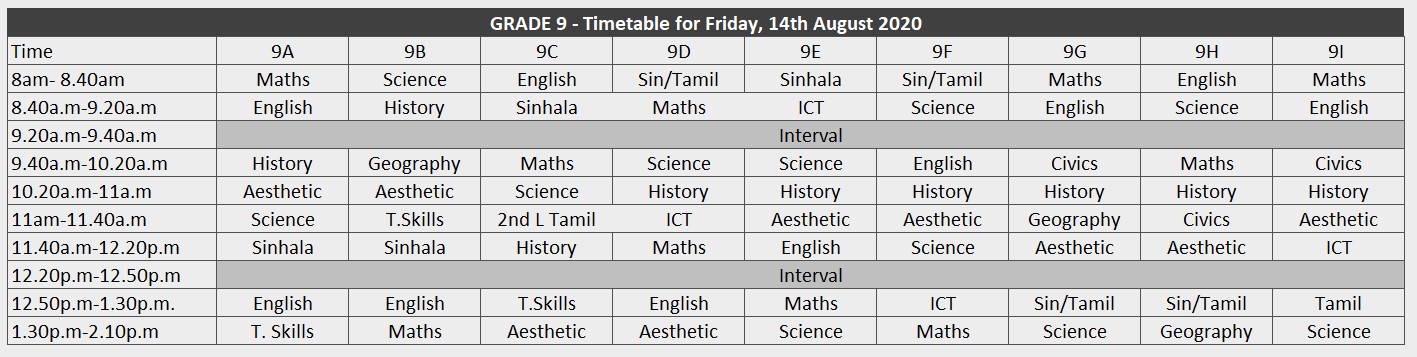 GRADE 9 - Timetable for Friday, 14th August 2020
Time 9A 9B 9C 9D 9E 9F 9G 9H 9I
8am- 8.40am Maths Science English Sin/Tamil Sinhala Sin/Tamil Maths English Maths
8.40a.m-9.20a.m English History Sinhala Maths ICT Science English Science English
9.20a.m-9.40a.m Interval
9.40a.m-10.20a.m History Geography Maths Science Science English Civics Maths Civics
10.20a.m-11a.m Aesthetic Aesthetic Science History History History History History History
11am-11.40a.m Science T.Skills 2nd L Tamil ICT Aesthetic Aesthetic Geography Civics Aesthetic
11.40a.m-12.20p.m Sinhala Sinhala History Maths English Science Aesthetic Aesthetic ICT
12.20p.m-12.50p.m Interval
12.50p.m-1.30p.m. English English T.Skills English Maths ICT Sin/Tamil Sin/Tamil Tamil
1.30p.m-2.10p.m T. Skills Maths Aesthetic Aesthetic Science Maths Science Geography Science